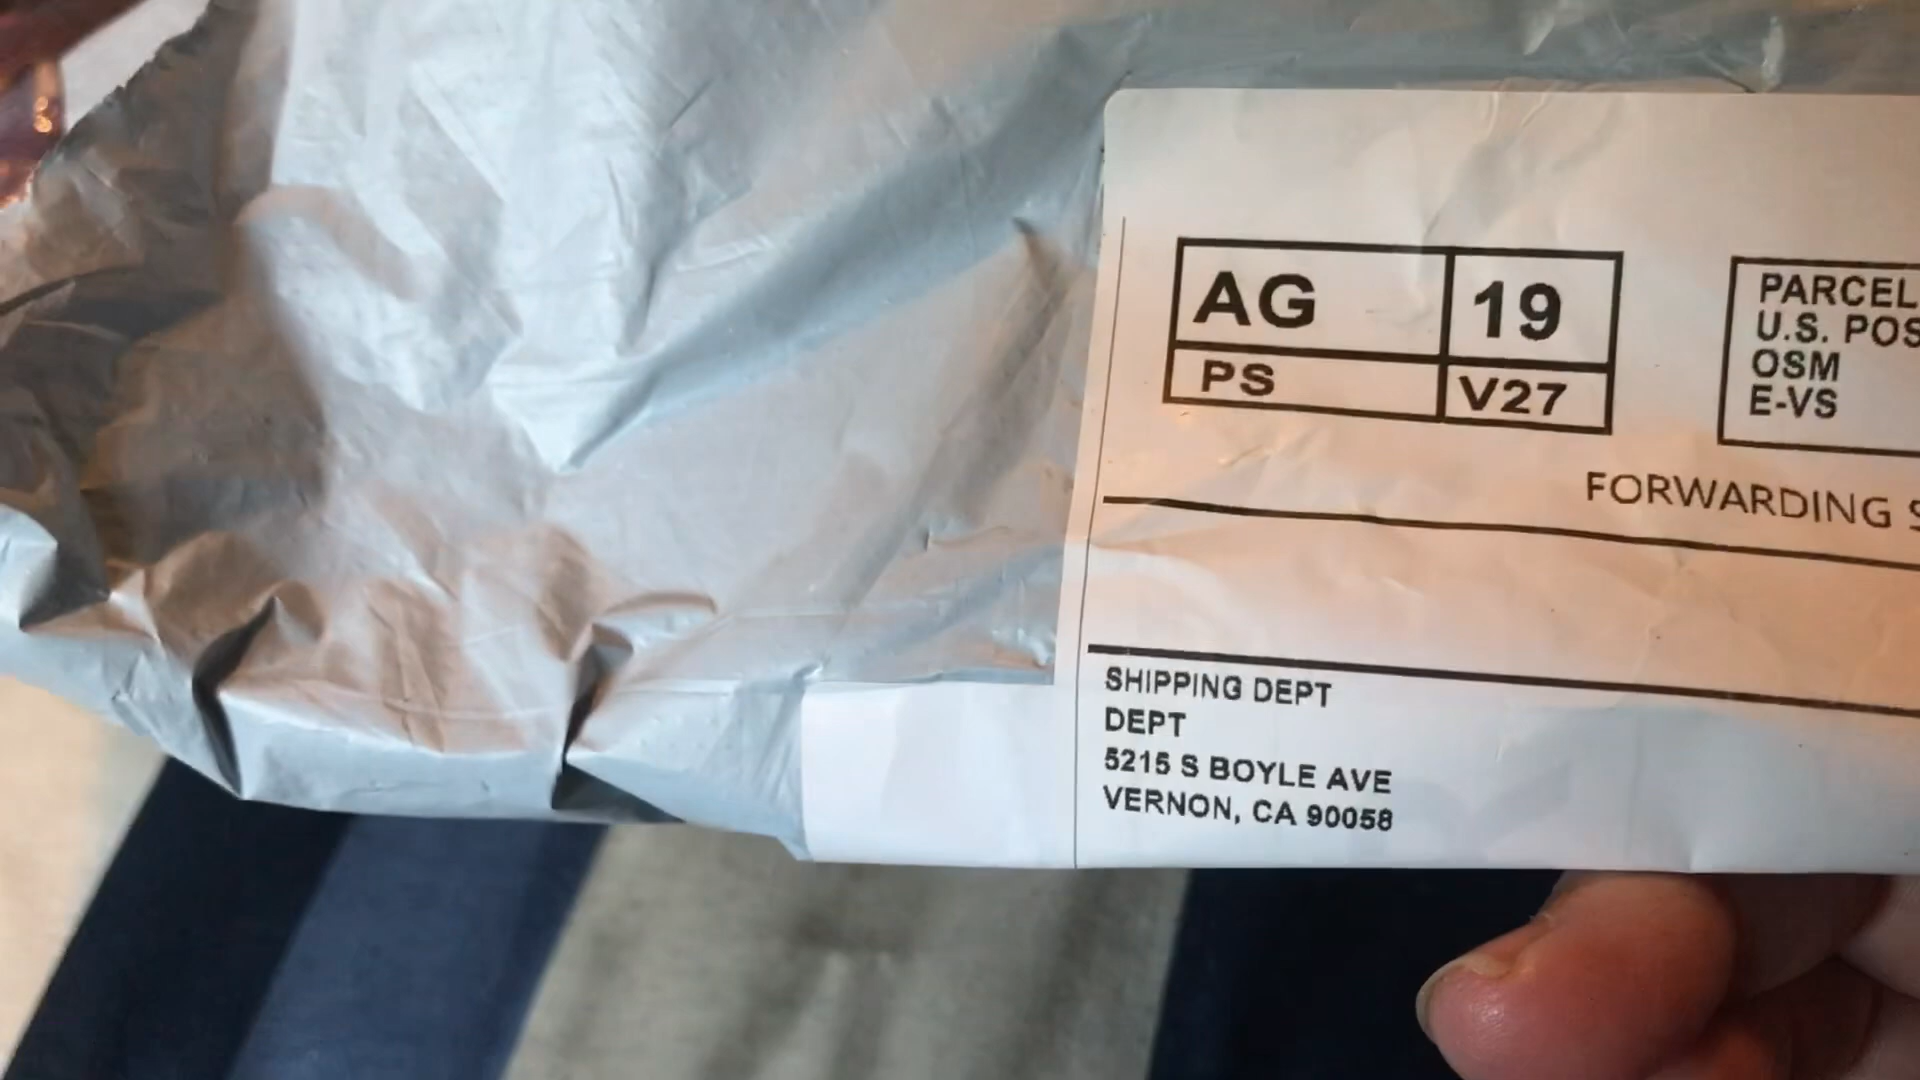 AG 19
PS V27
PARCEL
U.S. POS
OSM
E-VS
FORWARDING S
SHIPPING DEPT
DEPT
5215 S BOYLE AVE
VERNON, CA 90058